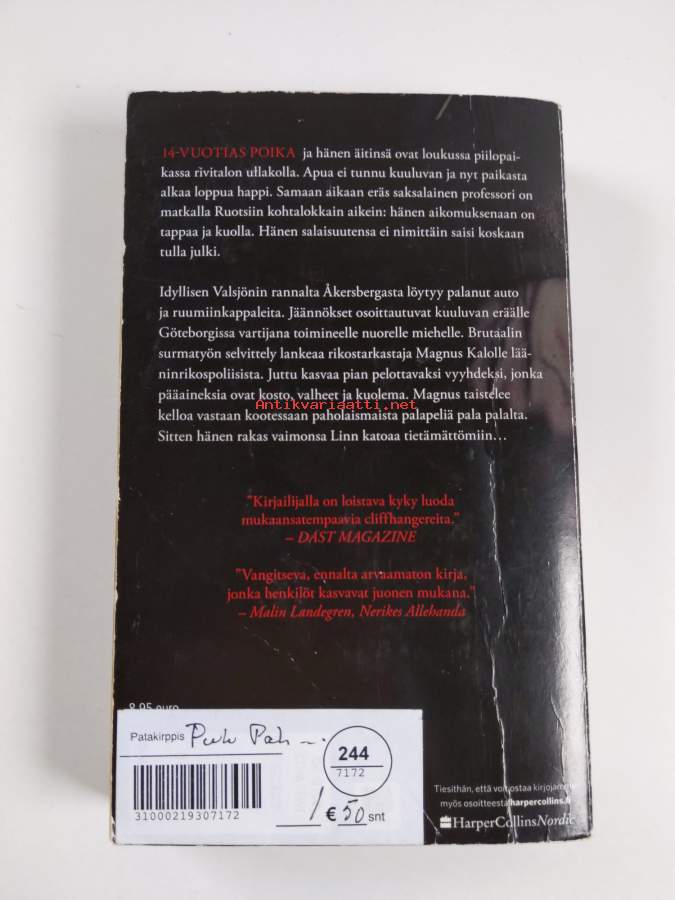 14-VUOTIAS POIKA ja hänen äitinsä ovat loukussa piilopai-
kassa rivitalon ullakolla. Apua ei tunnu kuuluvan ja nyt paikasta
alkaa loppua happi. Samaan aikaan eräs saksalainen professori on
matkalla Ruotsiin kohtalokkain aikein: hänen aikomuksenaan on
tappaa ja kuolla. Hänen salaisuutensa ei nimittäin saisi koskaan
tulla julki.
Idyllisen Valsjönin rannalta Åkersbergasta löytyy palanut auto
ja ruumiinkappaleita. Jäännökset osoittautuvat kuuluvan eräälle
Göteborgissa vartijana toimineelle nuorelle miehelle. Brutaalin
surmatyön selvittely lankeaa rikostarkastaja Magnus Kalolle lää-
ninrikospoliisista. Juttu kasvaa pian pelottavaksi vyyhdeksi, jonka
pääaineksia ovat kosto, valheet ja kuolema. Magnus taistelee
Antikvariaatti.net
kelloa vastaan kootessaan paholaismaista palapeliä pala palalta.
Sitten hänen rakas vaimonsa Linn katoaa tietämättömiin…
"Kirjailijalla on loistava kyky luoda
mukaansatempaavia cliffhangereita."
– DAST MAGAZINE
"Vangitseva, ennalta arvaamaton kirja,
jonka henkilöt kasvavat juonen mukana."
– Malin Landegren, Nerikes Allehanda
8,95 euro
Patakirppis
244
7172
31000219307172
1 € 50 snt
Tiesithän, että voit ostaa kirjojamme
myös osoitteesta harpercollins.fi
HarperCollinsNordic